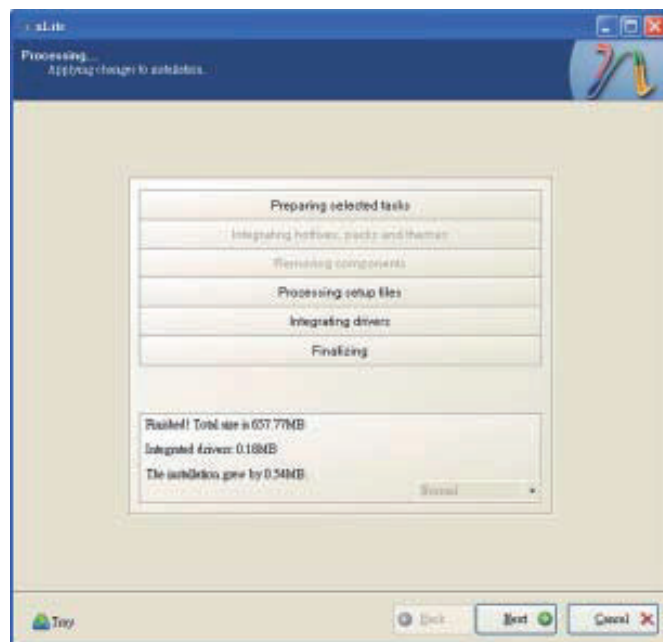 nLite
Processing...
Applying changes to installation.
Preparing selected tasks
Integrating hotfixes, packs and themes
Removing components
Processing setup files
Integrating drivers
Finalizing
Finished! Total size is 657.77MB
Integrated drivers: 0.18MB
The installation grew by 0.54MB
Normal
Tray
Back
Next
Cancel